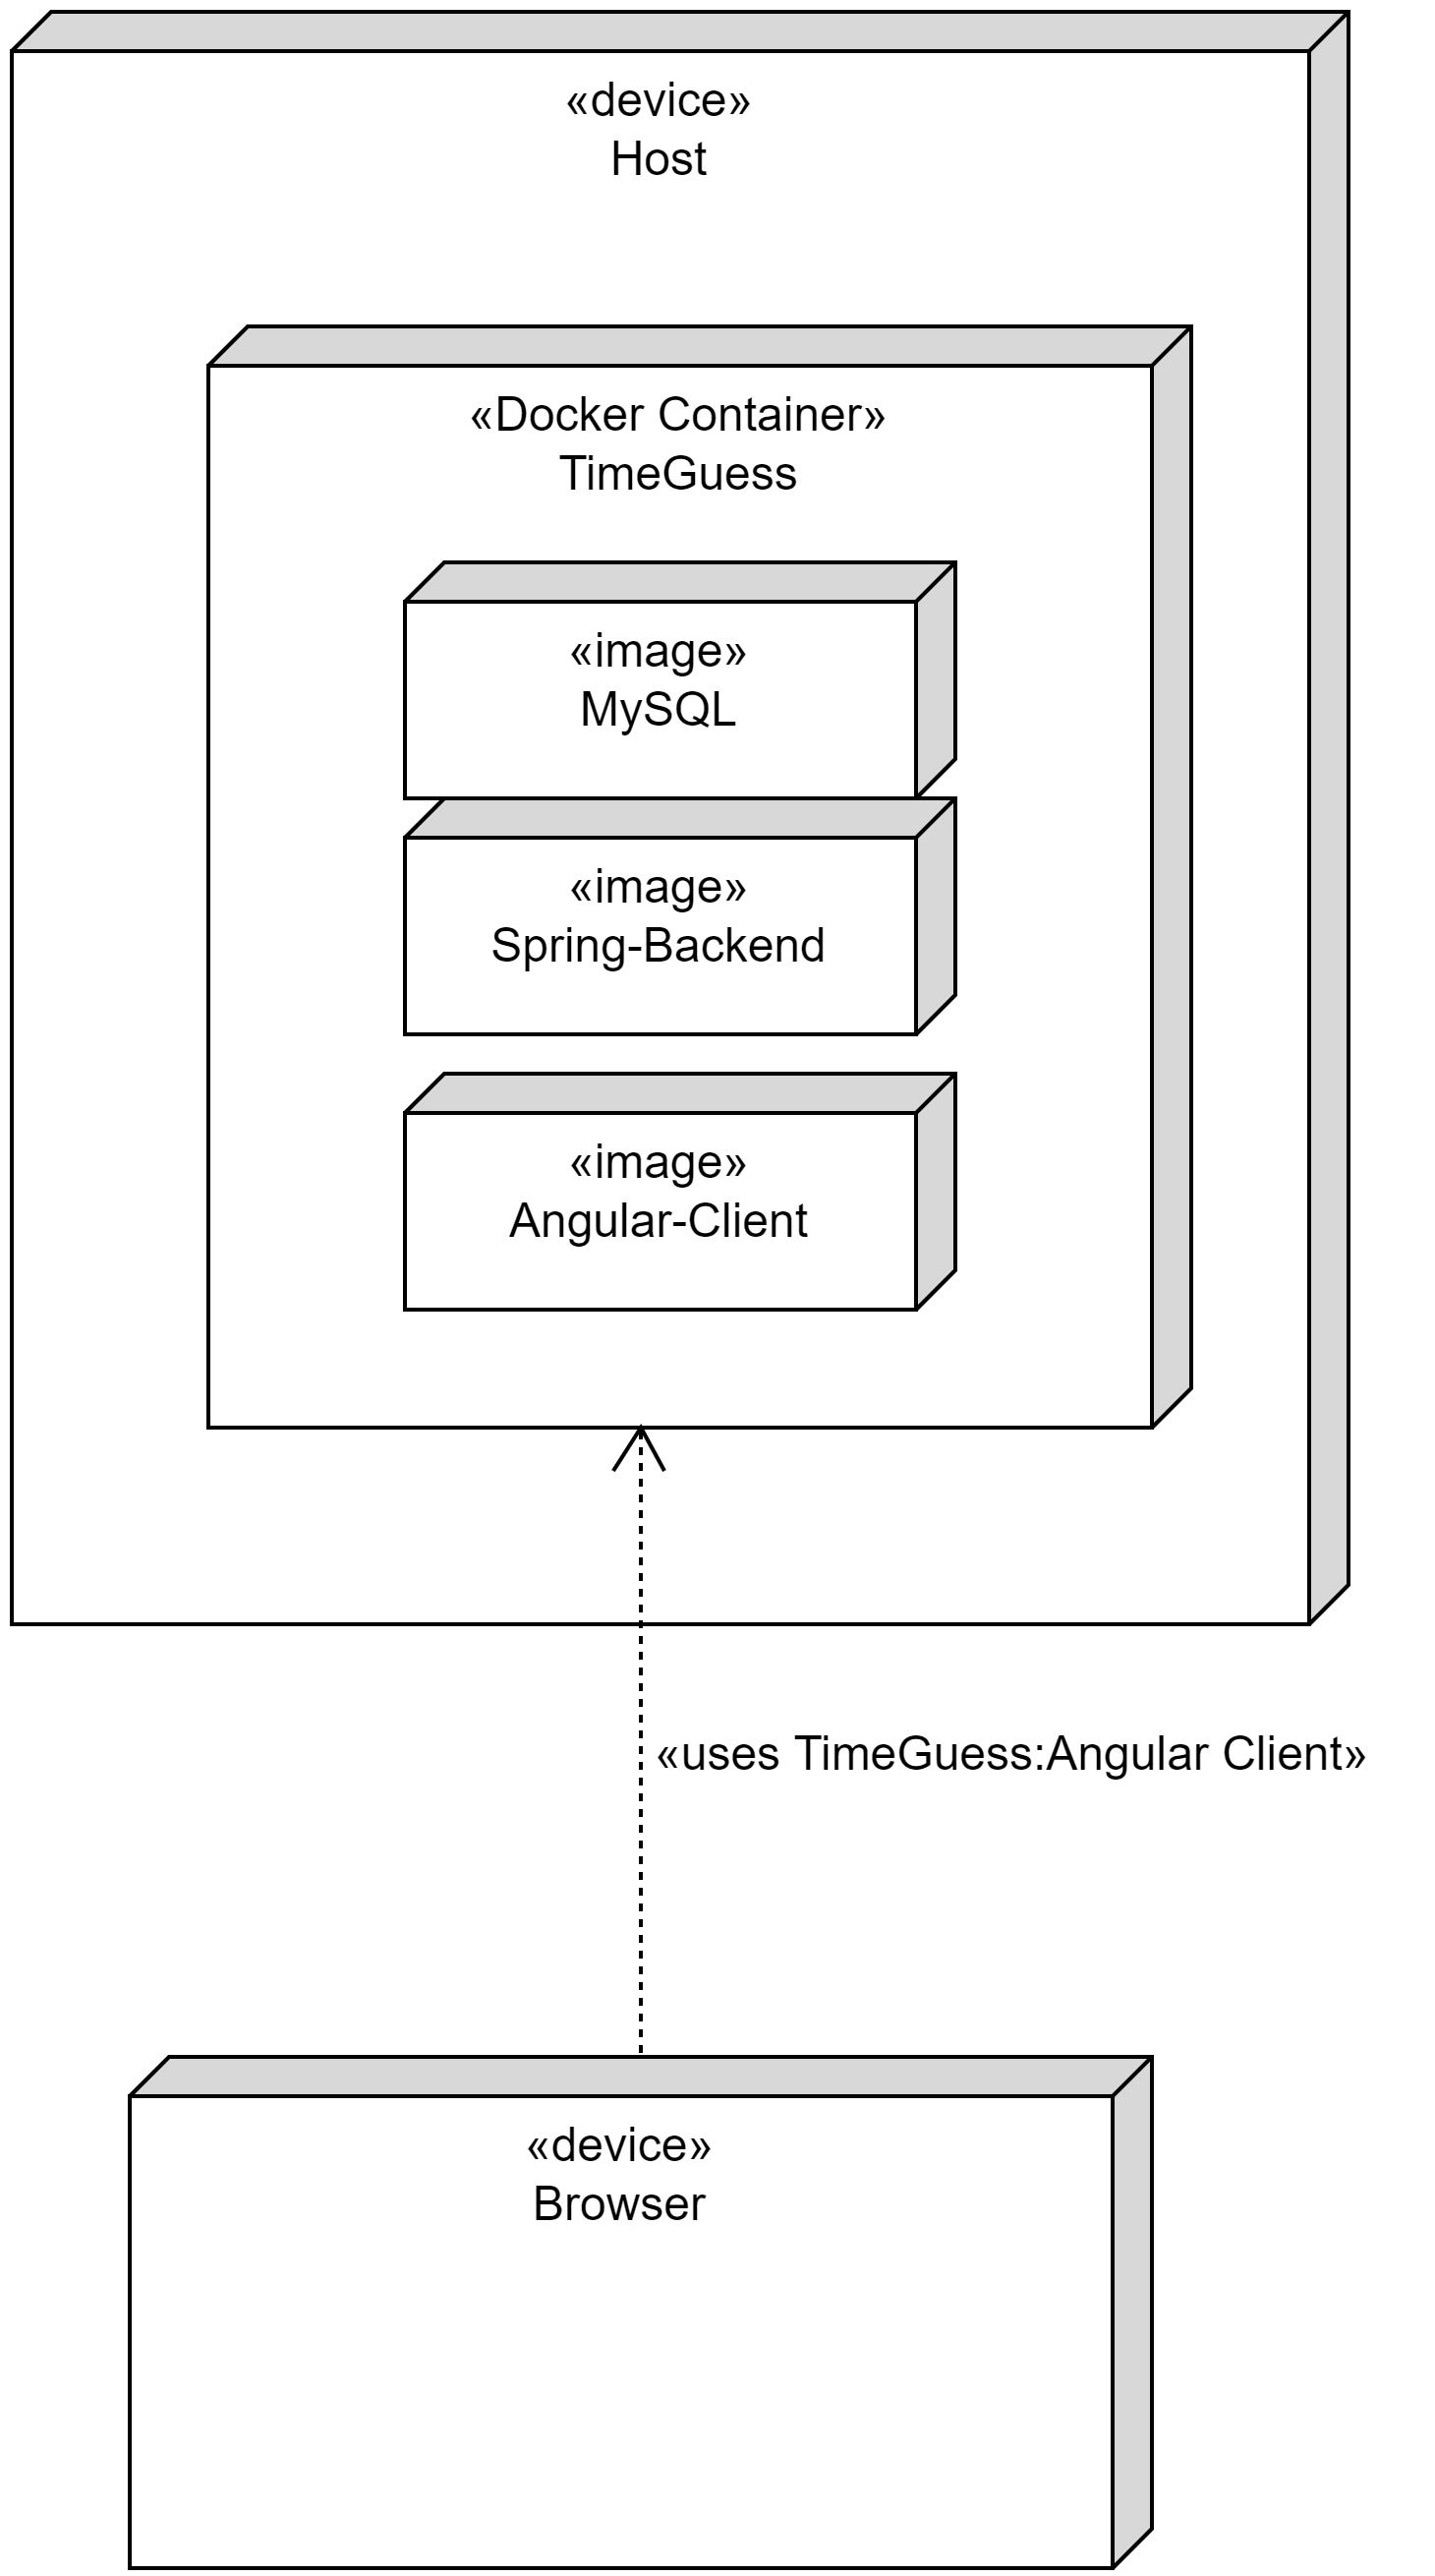 «device»
Host
«Docker Container»
TimeGuess
«image»
MySQL
«image»
Spring-Backend
«image»
Angular-Client
«uses TimeGuess:Angular Client»
«device»
Browser